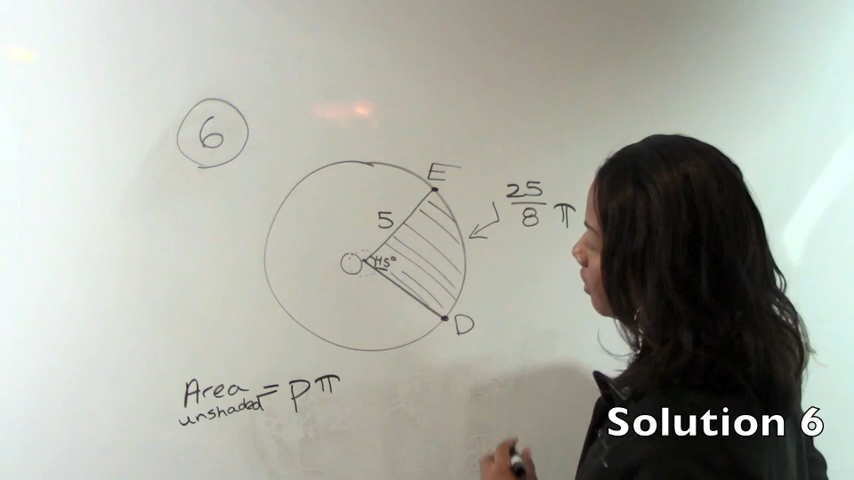 6
E
5
25/8 π
O
45°
D
Area unshaded = pπ
Solution 6